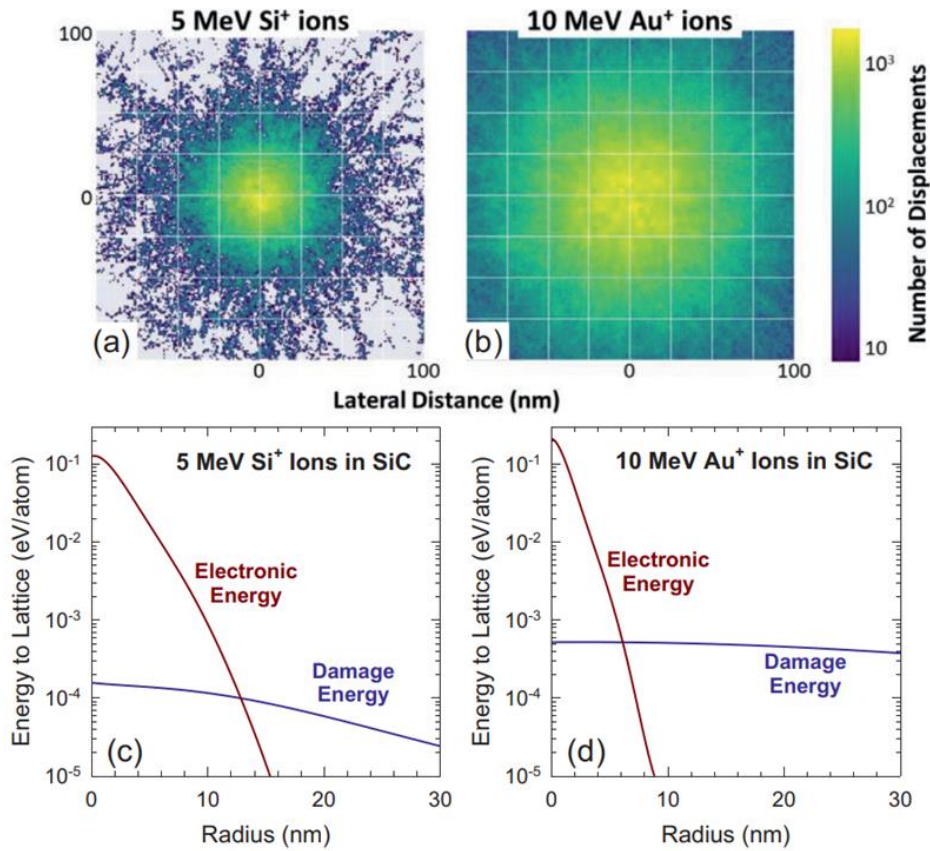 5 MeV Si⁺ ions
10 MeV Au⁺ ions
100
0
(a)
0
100
(b)
0
100
Lateral Distance (nm)
10³
10²
10
Number of Displacements
5 MeV Si⁺ Ions in SiC
Electronic
Energy
Damage
Energy
(c)
Energy to Lattice (eV/atom)
10⁻¹
10⁻²
10⁻³
10⁻⁴
10⁻⁵
0
10
20
30
Radius (nm)
10 MeV Au⁺ Ions in SiC
Electronic
Energy
Damage
Energy
(d)
Energy to Lattice (eV/atom)
10⁻¹
10⁻²
10⁻³
10⁻⁴
10⁻⁵
0
10
20
30
Radius (nm)